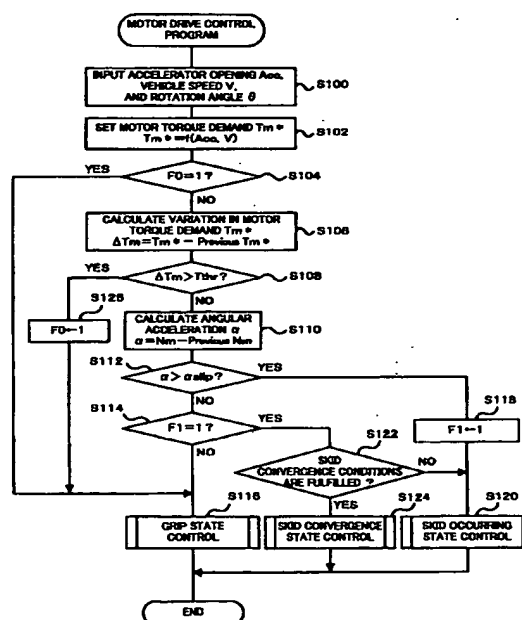 MOTOR DRIVE CONTROL
PROGRAM
INPUT ACCELERATOR OPENING Acc,
VEHICLE SPEED V,
AND ROTATION ANGLE θ
S100
SET MOTOR TORQUE DEMAND Tm*
Tm*=f(Acc, V)
S102
YES
F0=1?
S104
NO
CALCULATE VARIATION IN MOTOR
TORQUE DEMAND Tm*
ΔTm=Tm* - Previous Tm*
S106
YES
ΔTm>Tthr?
S108
S126
NO
F0←1
CALCULATE ANGULAR
ACCELERATION α
α=Nm-Previous Nm
S110
S112
α>αslip?
YES
NO
S114
F1=1?
YES
S118
F1←1
NO
S122
SKID
CONVERGENCE CONDITIONS
ARE FULFILLED ?
NO
YES
S116
GRIP STATE
CONTROL
S124
SKID CONVERGENCE
STATE CONTROL
S120
SKID OCCURRING
STATE CONTROL
END